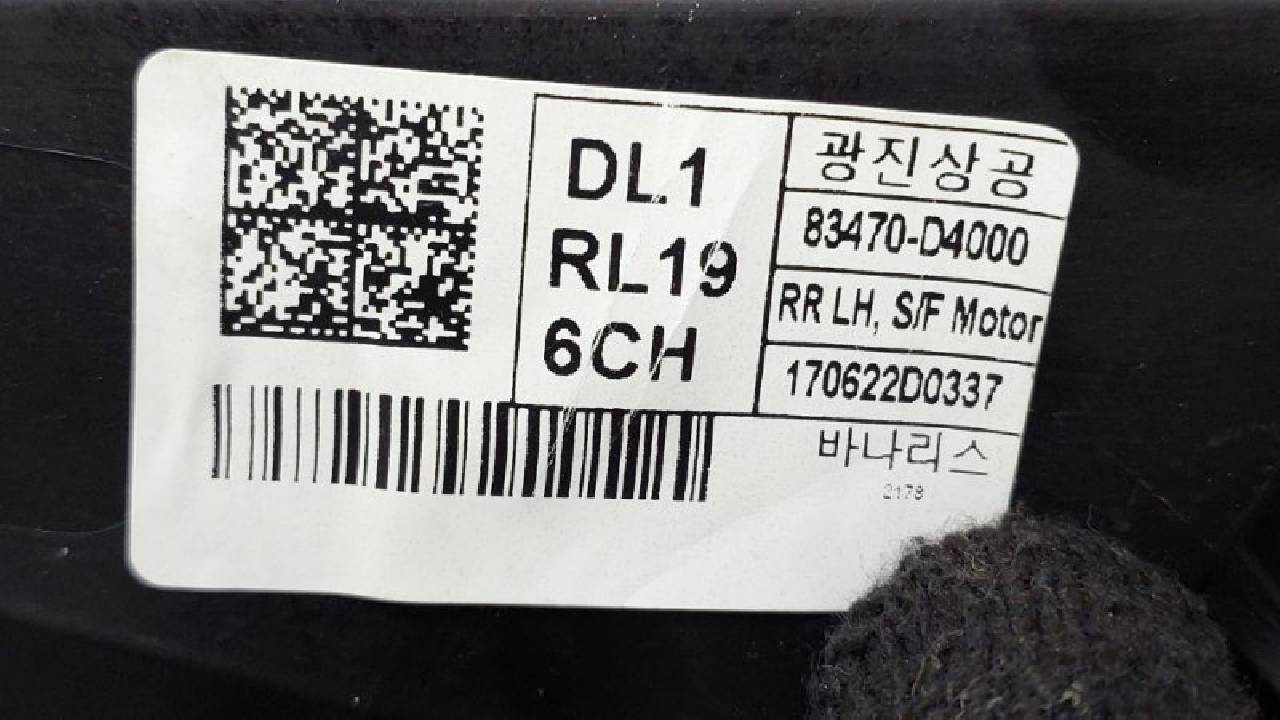 DL1
RL19
6CH
광진상공
83470-D4000
RR LH, S/F Motor
170622D0337
바나리스
2178